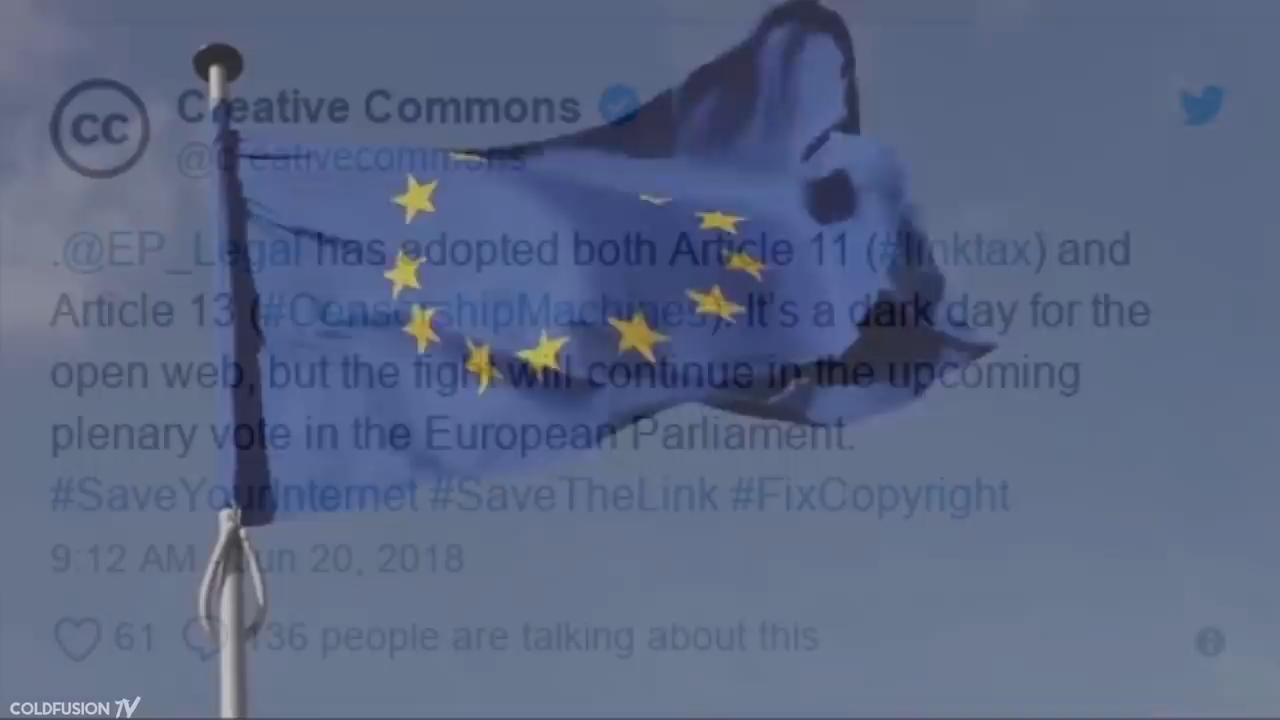 CC
Creative Commons
@creativecommons
.@EP_Legal has adopted both Article 11 (#linktax) and
Article 13 (#CensorshipMachines). It's a dark day for the
open web, but the fight will continue in the upcoming
plenary vote in the European Parliament.
#SaveYourInternet #SaveTheLink #FixCopyright
9:12 AM Jun 20, 2018
61 136 people are talking about this
COLDFUSION TV